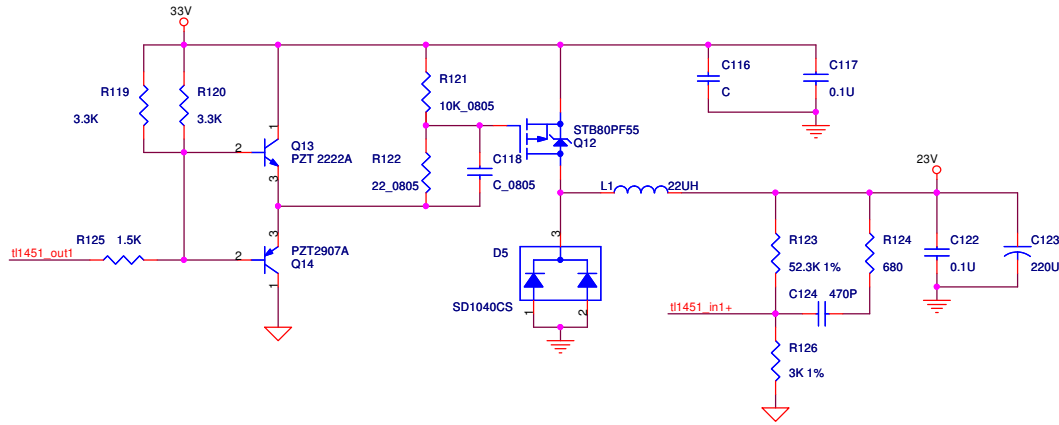 33V
R119
3.3K
R120
3.3K
1
2
Q13
PZT 2222A
3
R121
10K_0805
R122
22_0805
C118
C_0805
STB80PF55
Q12
C116
C
C117
0.1U
tl1451_out1
R125 1.5K
3
2
PZT2907A
Q14
1
L1 22UH
23V
3
D5
SD1040CS
1
2
R123
52.3K 1%
R124
680
C122
0.1U
C123
220U
C124 470P
tl1451_in1+
R126
3K 1%